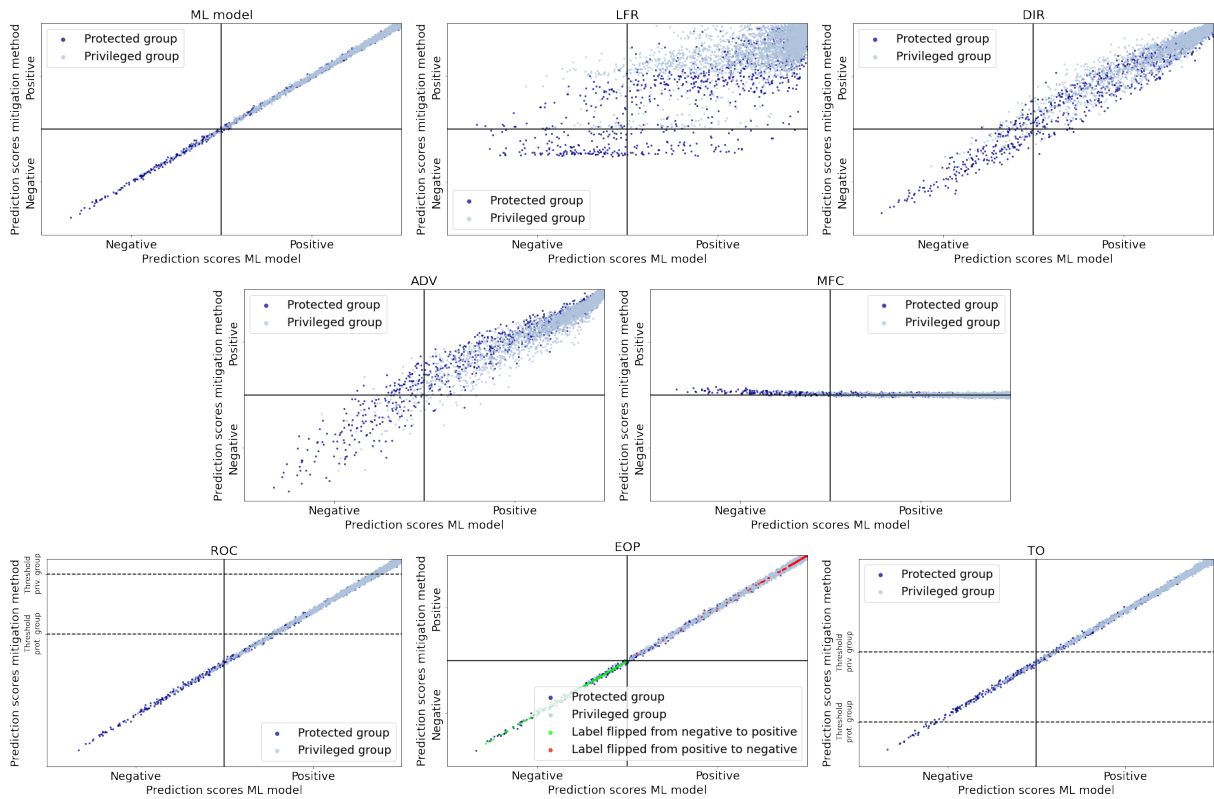 ML model
Prediction scores mitigation method
Positive
Negative
Protected group
Privileged group
Negative
Positive
Prediction scores ML model
LFR
Prediction scores mitigation method
Positive
Negative
Protected group
Privileged group
Negative
Positive
Prediction scores ML model
DIR
Prediction scores mitigation method
Positive
Negative
Protected group
Privileged group
Negative
Positive
Prediction scores ML model
ADV
Prediction scores mitigation method
Positive
Negative
Protected group
Privileged group
Negative
Positive
Prediction scores ML model
MFC
Prediction scores mitigation method
Positive
Negative
Protected group
Privileged group
Negative
Positive
Prediction scores ML model
ROC
Prediction scores mitigation method
Threshold
priv group
Threshold
prot. group
Protected group
Privileged group
Negative
Positive
Prediction scores ML model
EOP
Prediction scores mitigation method
Positive
Negative
Protected group
Privileged group
Label flipped from negative to positive
Label flipped from positive to negative
Negative
Positive
Prediction scores ML model
TO
Prediction scores mitigation method
Protected group
Privileged group
Threshold
priv group
Threshold
prot. group
Negative
Positive
Prediction scores ML model